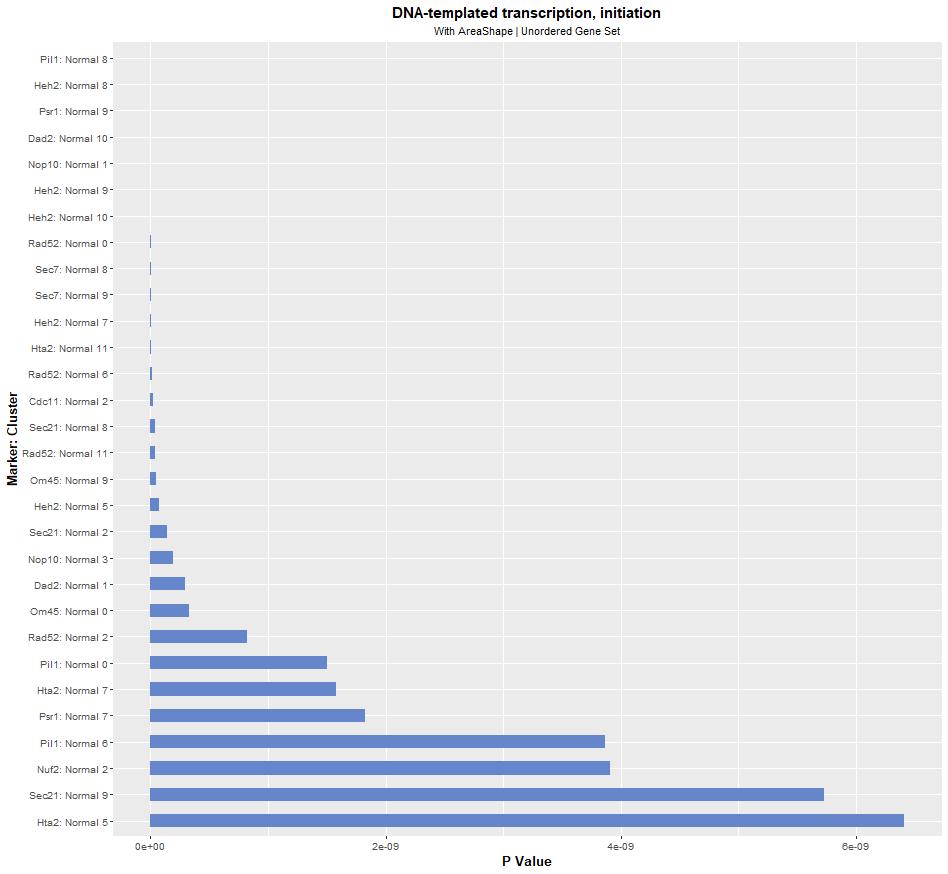 DNA-templated transcription, initiation
With AreaShape | Unordered Gene Set
Marker: Cluster
Pil1: Normal 8
Heh2: Normal 8
Psr1: Normal 9
Dad2: Normal 10
Nop10: Normal 1
Heh2: Normal 9
Heh2: Normal 10
Rad52: Normal 0
Sec7: Normal 8
Sec7: Normal 9
Heh2: Normal 7
Hta2: Normal 11
Rad52: Normal 6
Cdc11: Normal 2
Sec21: Normal 8
Rad52: Normal 11
Om45: Normal 9
Heh2: Normal 5
Sec21: Normal 2
Nop10: Normal 3
Dad2: Normal 1
Om45: Normal 0
Rad52: Normal 2
Pil1: Normal 0
Hta2: Normal 7
Psr1: Normal 7
Pil1: Normal 6
Nuf2: Normal 2
Sec21: Normal 9
Hta2: Normal 5
0e+00 2e-09 4e-09 6e-09
P Value